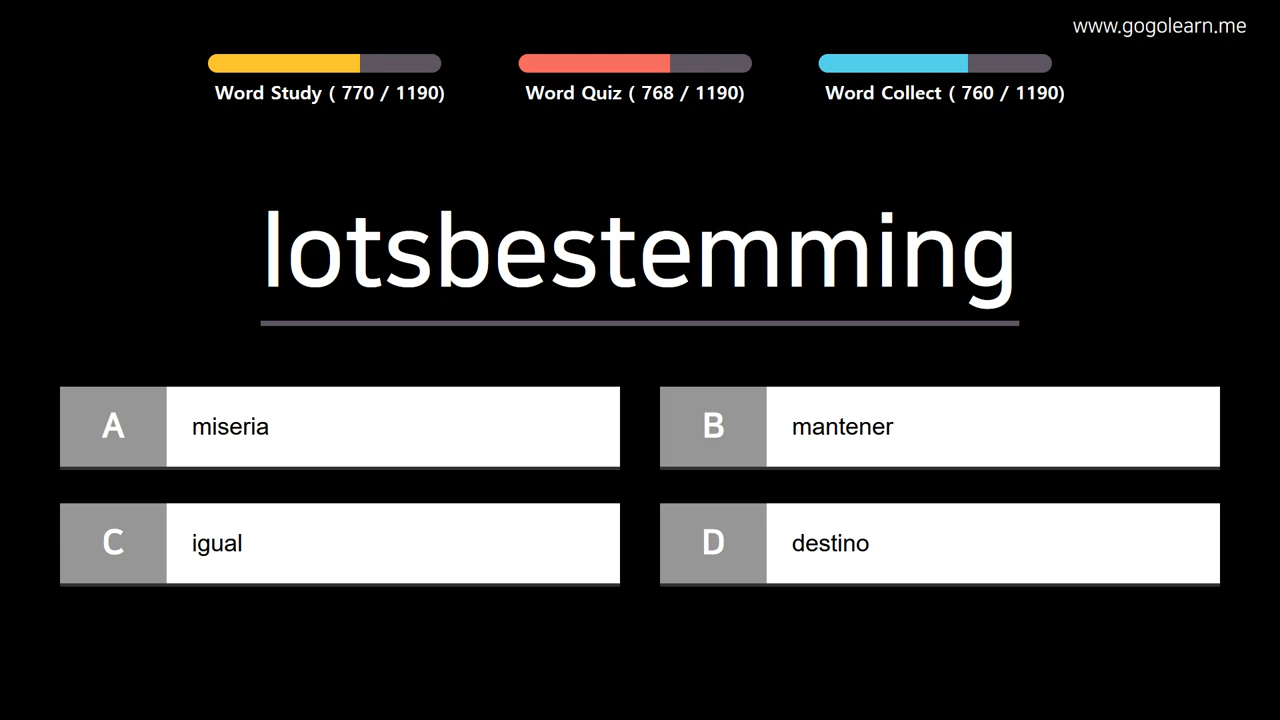 www.gogolearn.me
Word Study ( 770 / 1190)
Word Quiz ( 768 / 1190)
Word Collect ( 760 / 1190)
lotsbestemming
A miseria
B mantener
C igual
D destino